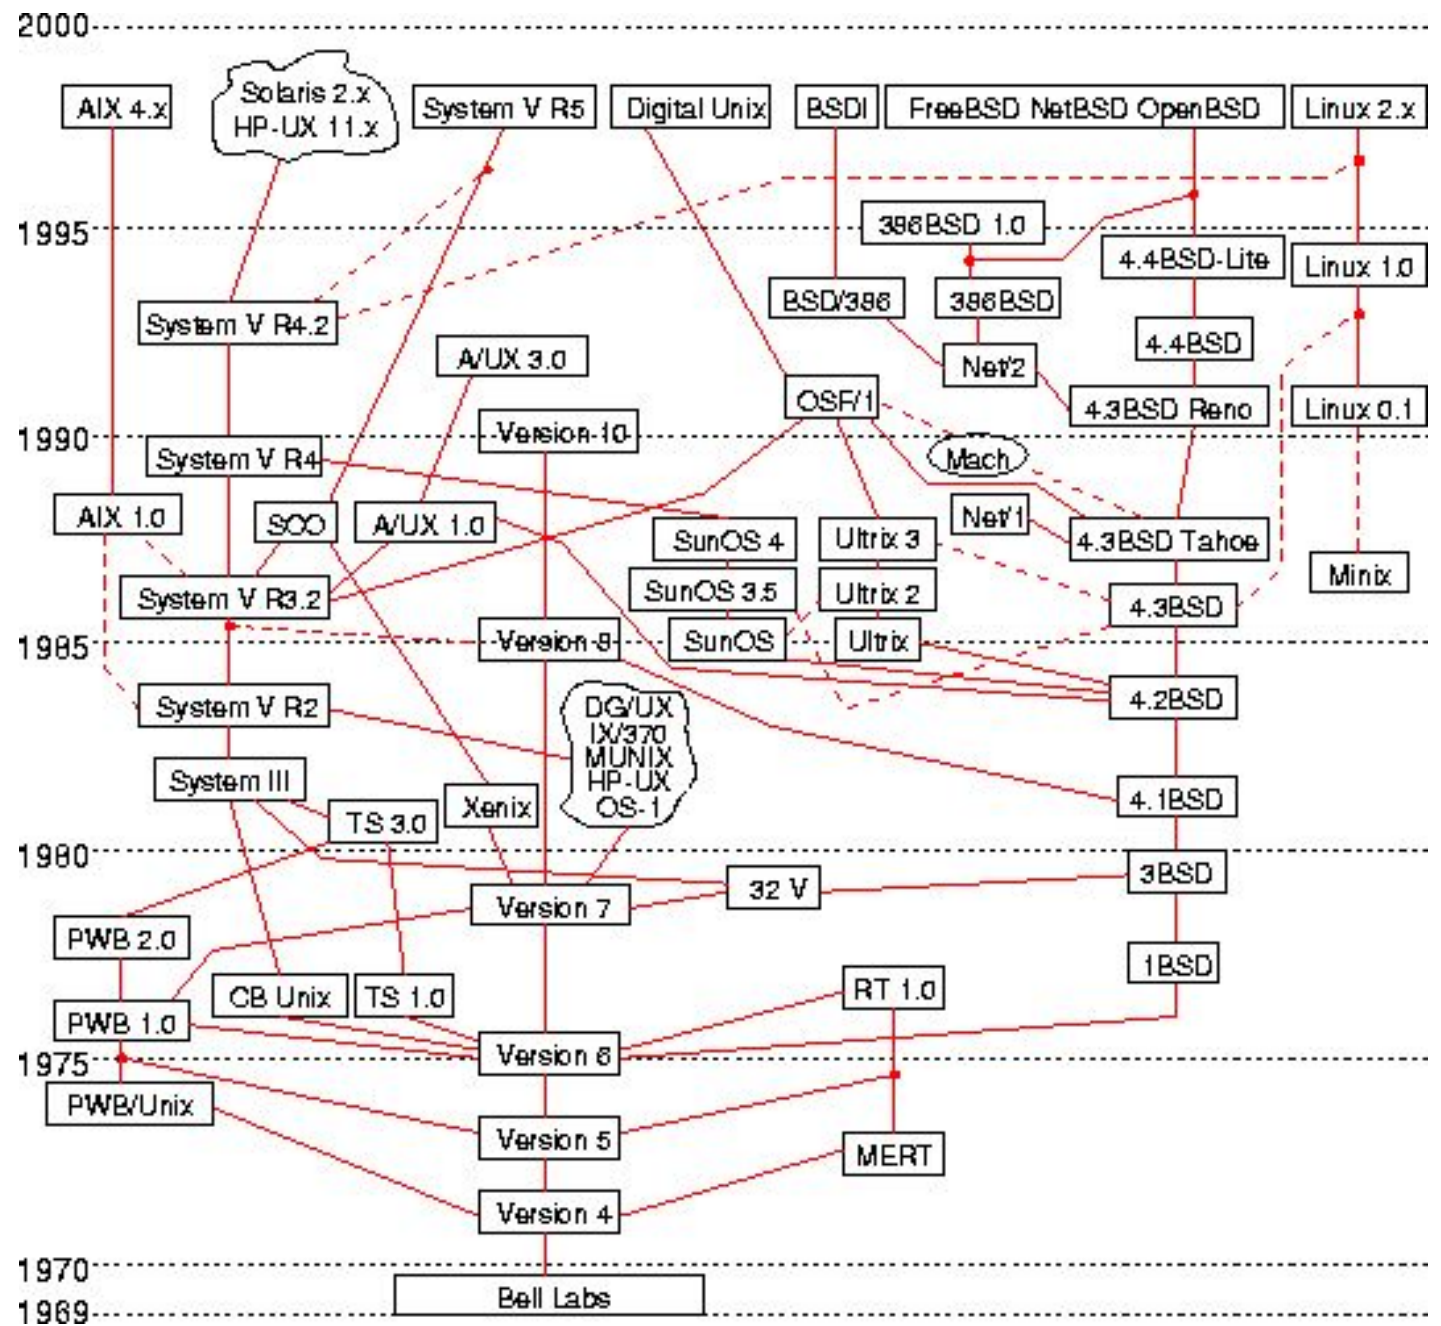 2000
AIX 4.x
Solaris 2.x
HP-UX 11.x
System V R5
Digital Unix
BSDI
FreeBSD NetBSD OpenBSD
Linux 2.x
1995
396BSD 1.0
4.4BSD-Lite
Linux 1.0
BSD/396
396BSD
System V R4.2
4.4BSD
A/UX 3.0
Net/2
OSF/1
4.3BSD Reno
Linux 0.1
1990
Version 10
System V R4
Mach
AIX 1.0
SCO
A/UX 1.0
Net/1
SunOS 4
Ultrix 3
4.3BSD Tahoe
Minix
System V R3.2
SunOS 3.5
Ultrix 2
4.3BSD
1985
Version 9
SunOS
Ultrix
System V R2
4.2BSD
DG/UX
IX/370
MUNIX
HP-UX
OS-1
System III
Xenix
4.1BSD
TS 3.0
1980
32 V
3BSD
Version 7
PWB 2.0
1BSD
CB Unix
TS 1.0
RT 1.0
PWB 1.0
Version 6
1975
PWB/Unix
Version 5
MERT
Version 4
1970
Bell Labs
1969